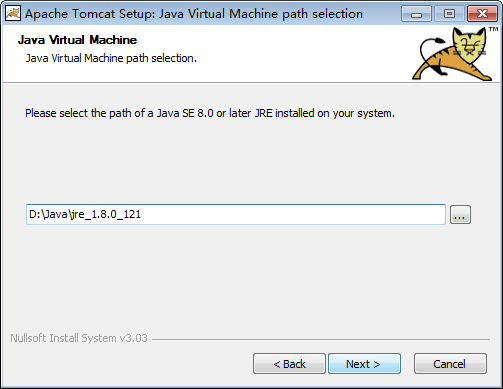 Apache Tomcat Setup: Java Virtual Machine path selection
Java Virtual Machine
Java Virtual Machine path selection.
TM
Please select the path of a Java SE 8.0 or later JRE installed on your system.
D:\Java\jre_1.8.0_121
...
Nullsoft Install System v3.03
< Back
Next >
Cancel